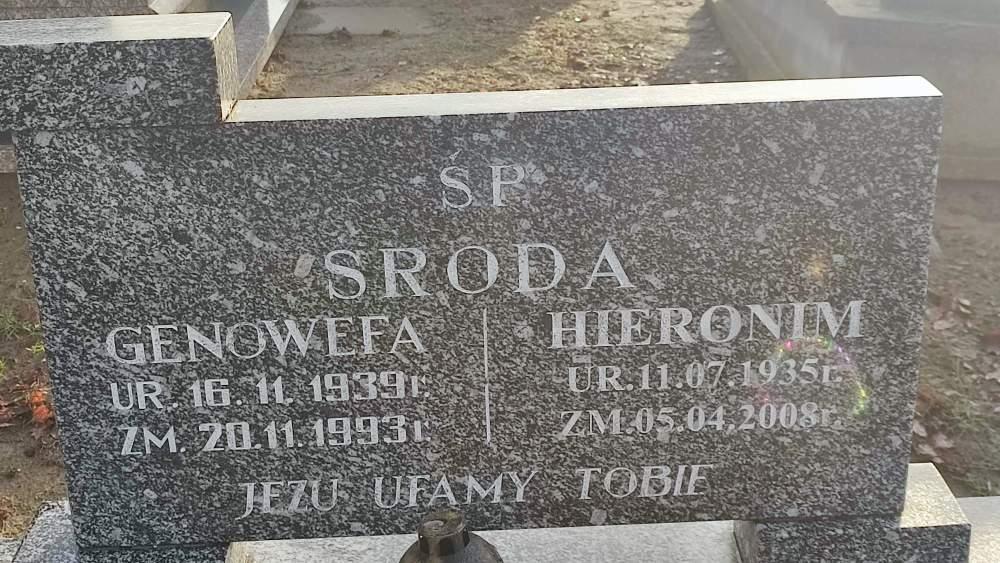 ŚP
SRODA
GENOWEFA
UR. 16. 11. 1939r.
ZM. 20.11.1993r.
HIERONIM
UR.11.07.1935r.
ZM.05.04.2008r.
JEZU UFAMY TOBIE